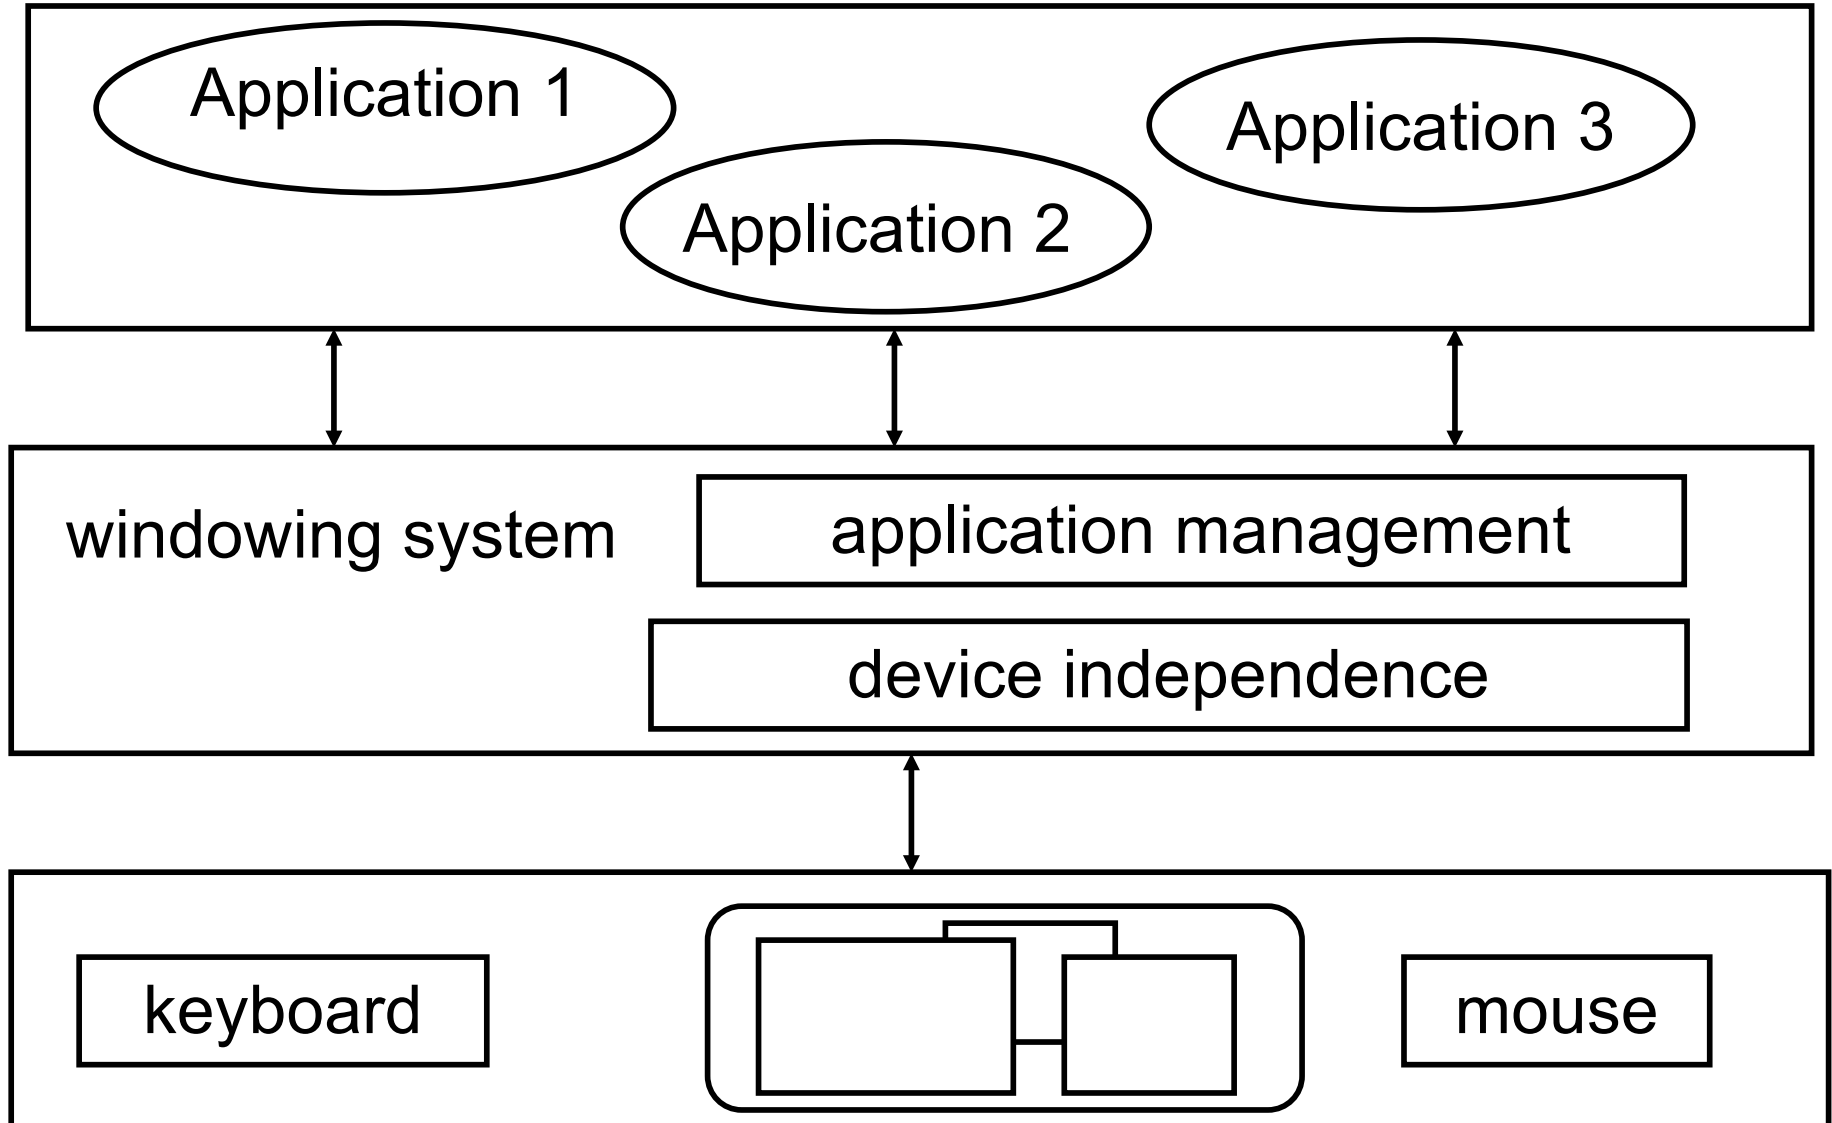 Application 1
Application 2
Application 3
windowing system
application management
device independence
keyboard
mouse